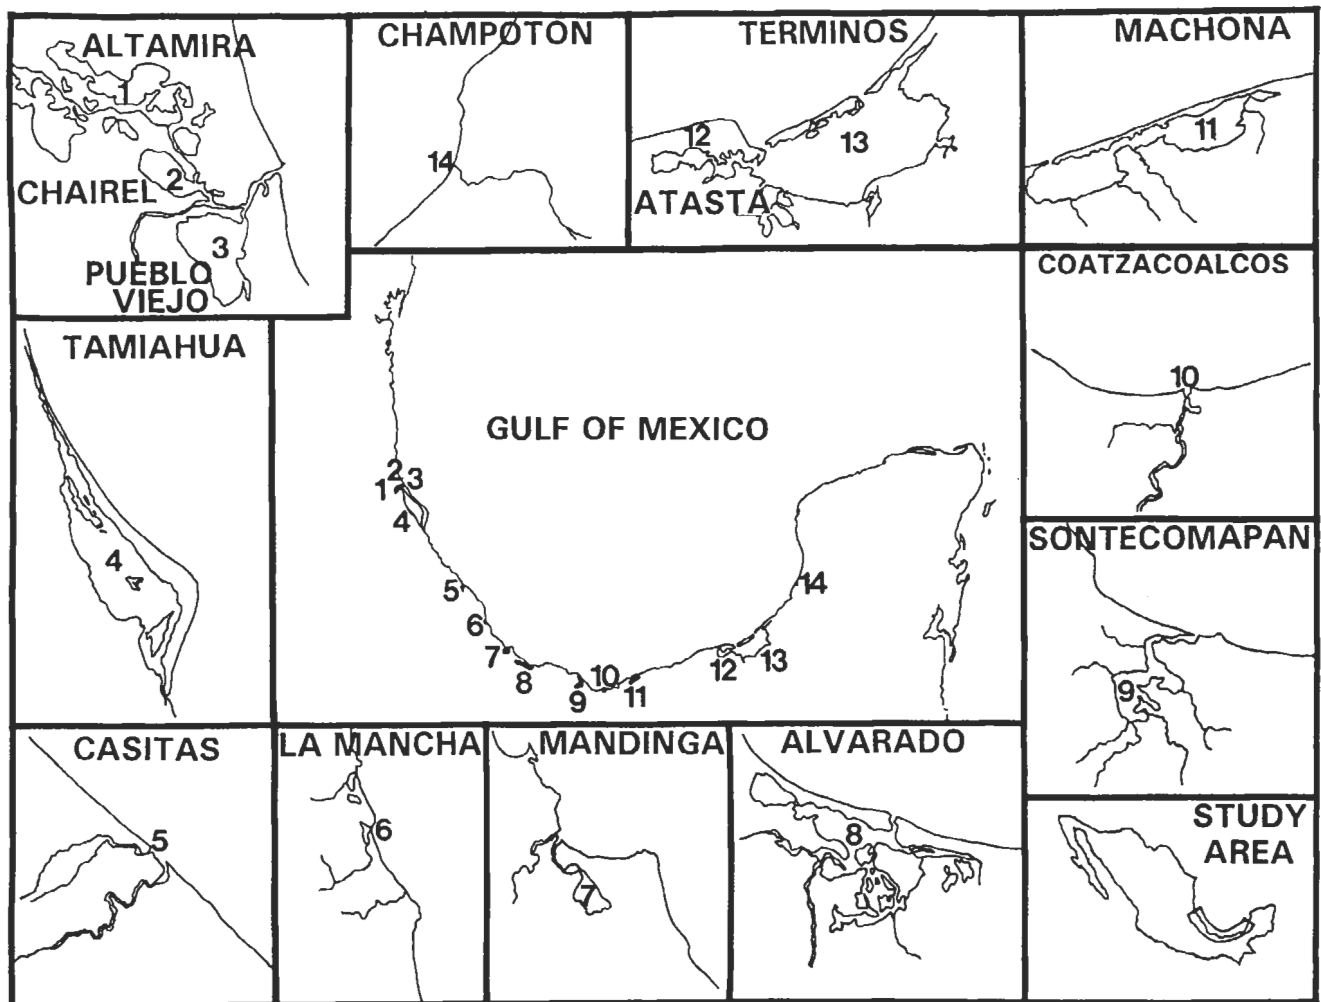 ALTAMIRA
1
CHAIREL 2
3
PUEBLO
VIEJO
CHAMPOTON
14
TERMINOS
12
13
ATASTA
MACHONA
11
TAMIAHUA
4
GULF OF MEXICO
2
1 3
4
5
6
7
8
9
10
11
12
13
14
COATZACOALCOS
10
SONTECOMAPAN
9
CASITAS
5
LA MANCHA
6
MANDINGA
7
ALVARADO
8
STUDY
AREA